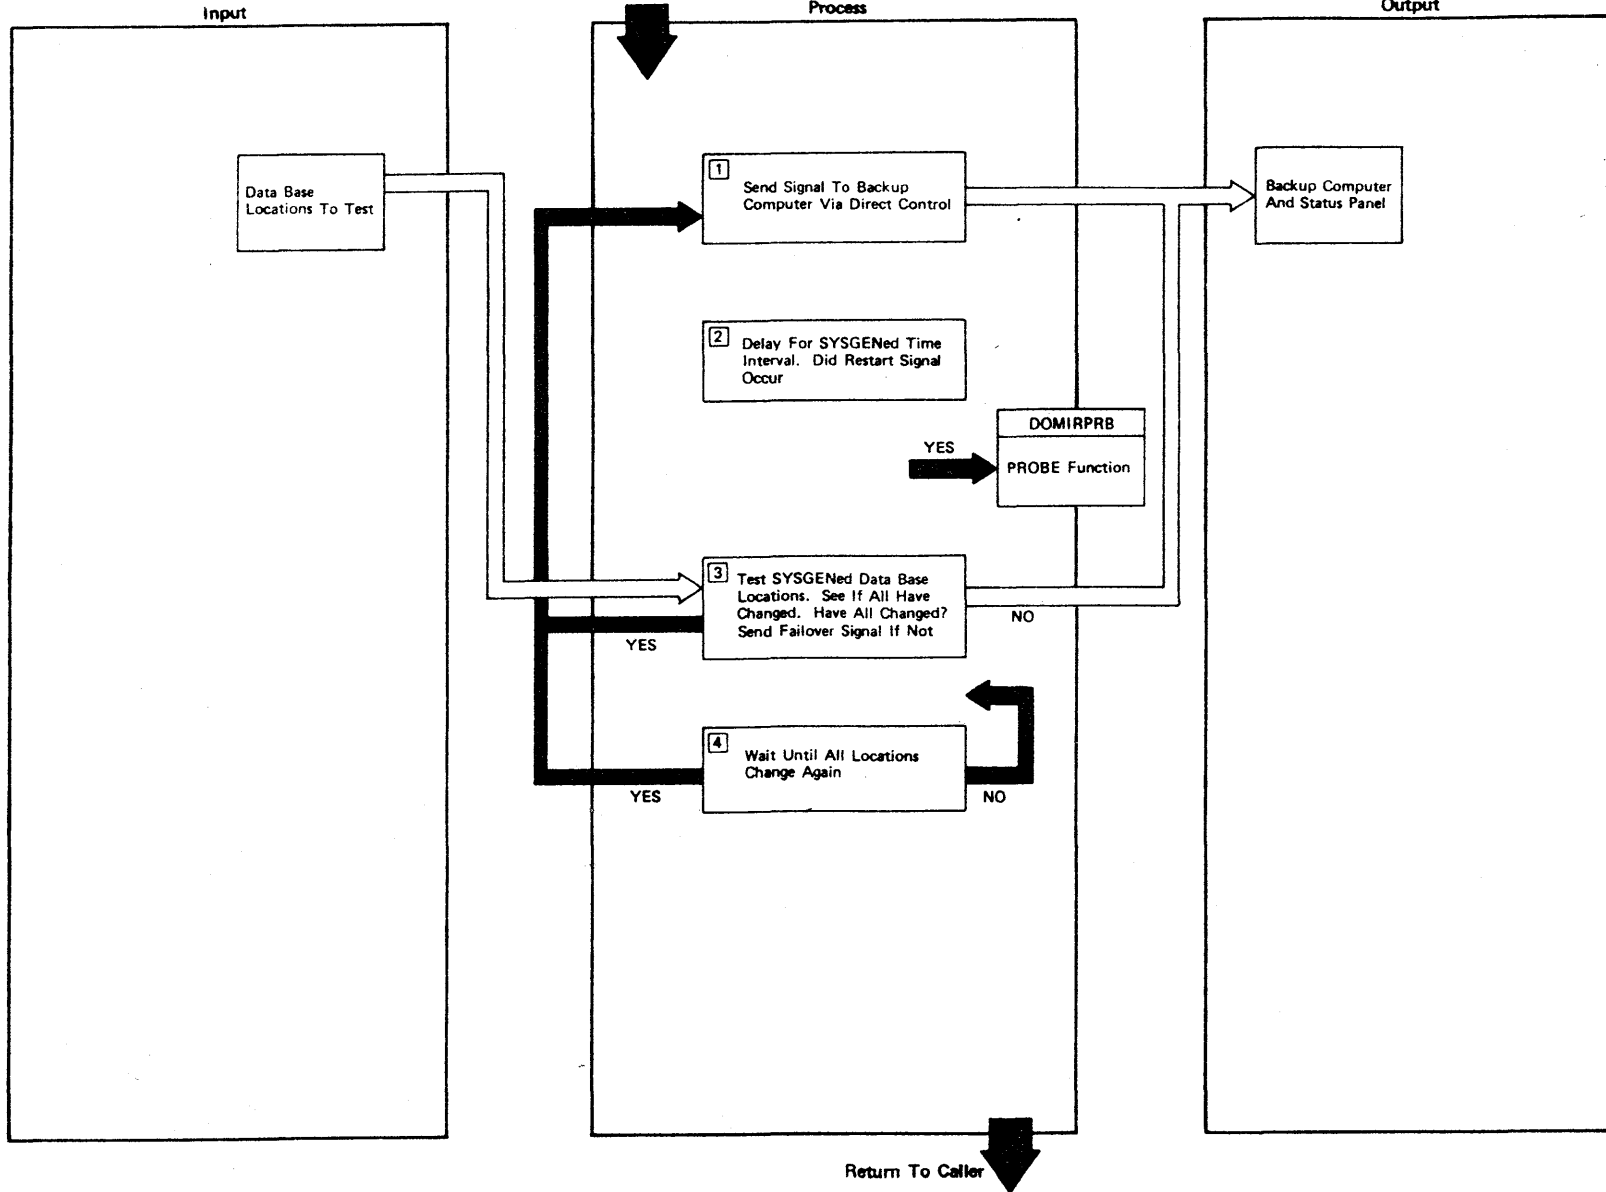 Input
Process
Output
Data Base
Locations To Test
1
Send Signal To Backup
Computer Via Direct Control
Backup Computer
And Status Panel
2
Delay For SYSGENed Time
Interval. Did Restart Signal
Occur
DOMIRPRB
YES
PROBE Function
3
Test SYSGENed Data Base
Locations. See If All Have
Changed. Have All Changed?
Send Failover Signal If Not
NO
YES
4
Wait Until All Locations
Change Again
YES
NO
Return To Caller